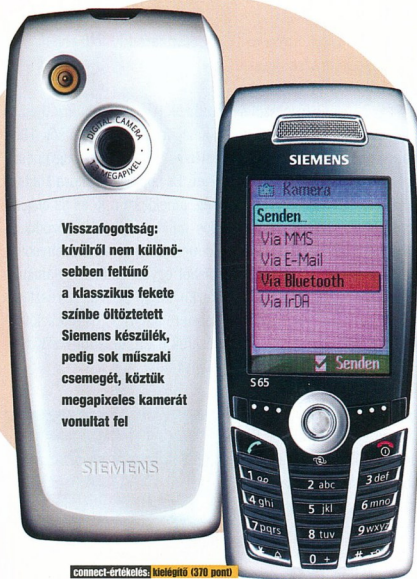 DIGITAL CAMERA
MEGAPIXEL
Visszafogottság:
kívülről nem különö-
sebben feltűnő
a klasszikus fekete
színbe öltöztetett
Siemens készülék,
pedig sok műszaki
csemegét, köztük
megapixeles kamerát
vonultat fel
SIEMENS
SIEMENS
Kamera
Senden...
Via MMS
Via E-Mail
Via Bluetooth
Via IrDA
Senden
S65
1
2 abc
3 def
4 ghi
5 jkl
6 mno
7 pqrs
8 tuv
9 wxyz
*
0 +
#
connect-értékelés: kielégítő (370 pont)